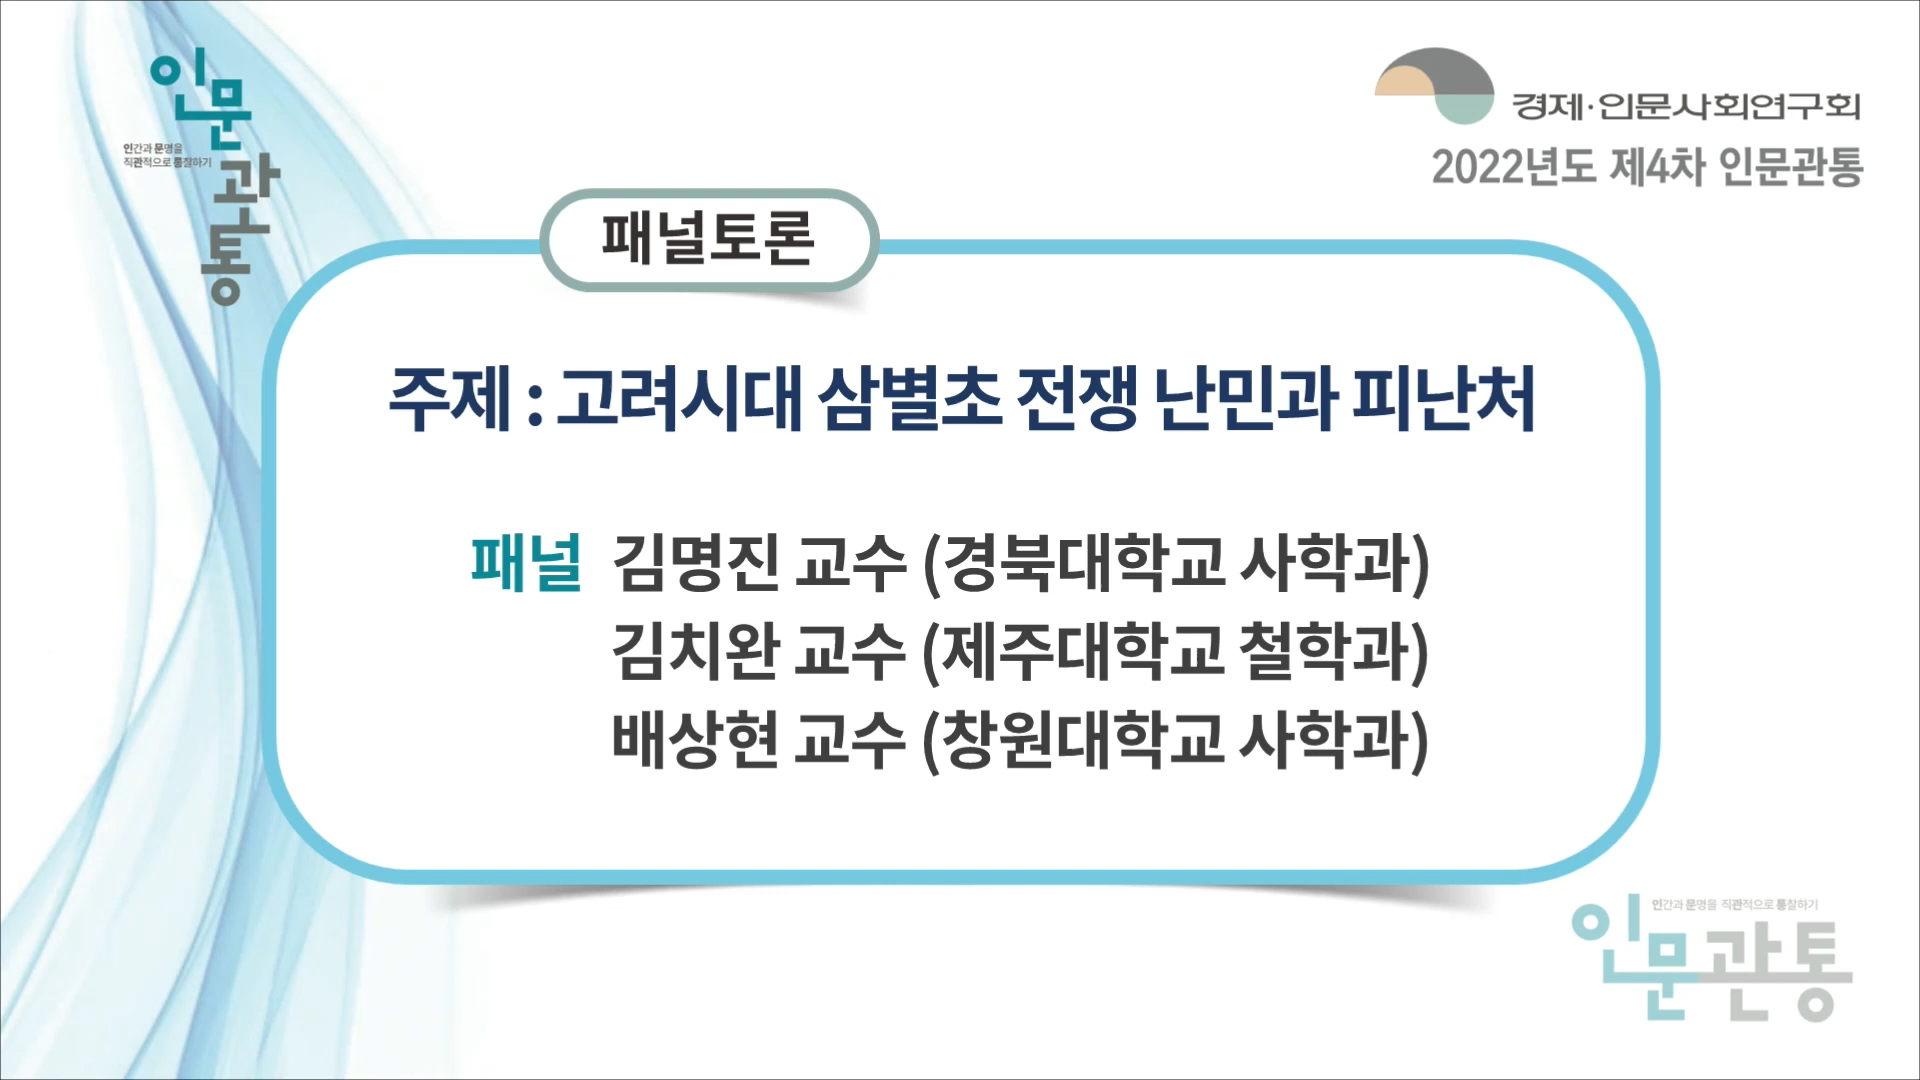 인문관통
인간과 문명을
직관적으로 통찰하기
경제·인문사회연구회
2022년도 제4차 인문관통
패널토론
주제 : 고려시대 삼별초 전쟁 난민과 피난처
패널 김명진 교수 (경북대학교 사학과)
김치완 교수 (제주대학교 철학과)
배상현 교수 (창원대학교 사학과)
인간과 문명을 직관적으로 통찰하기
인문관통